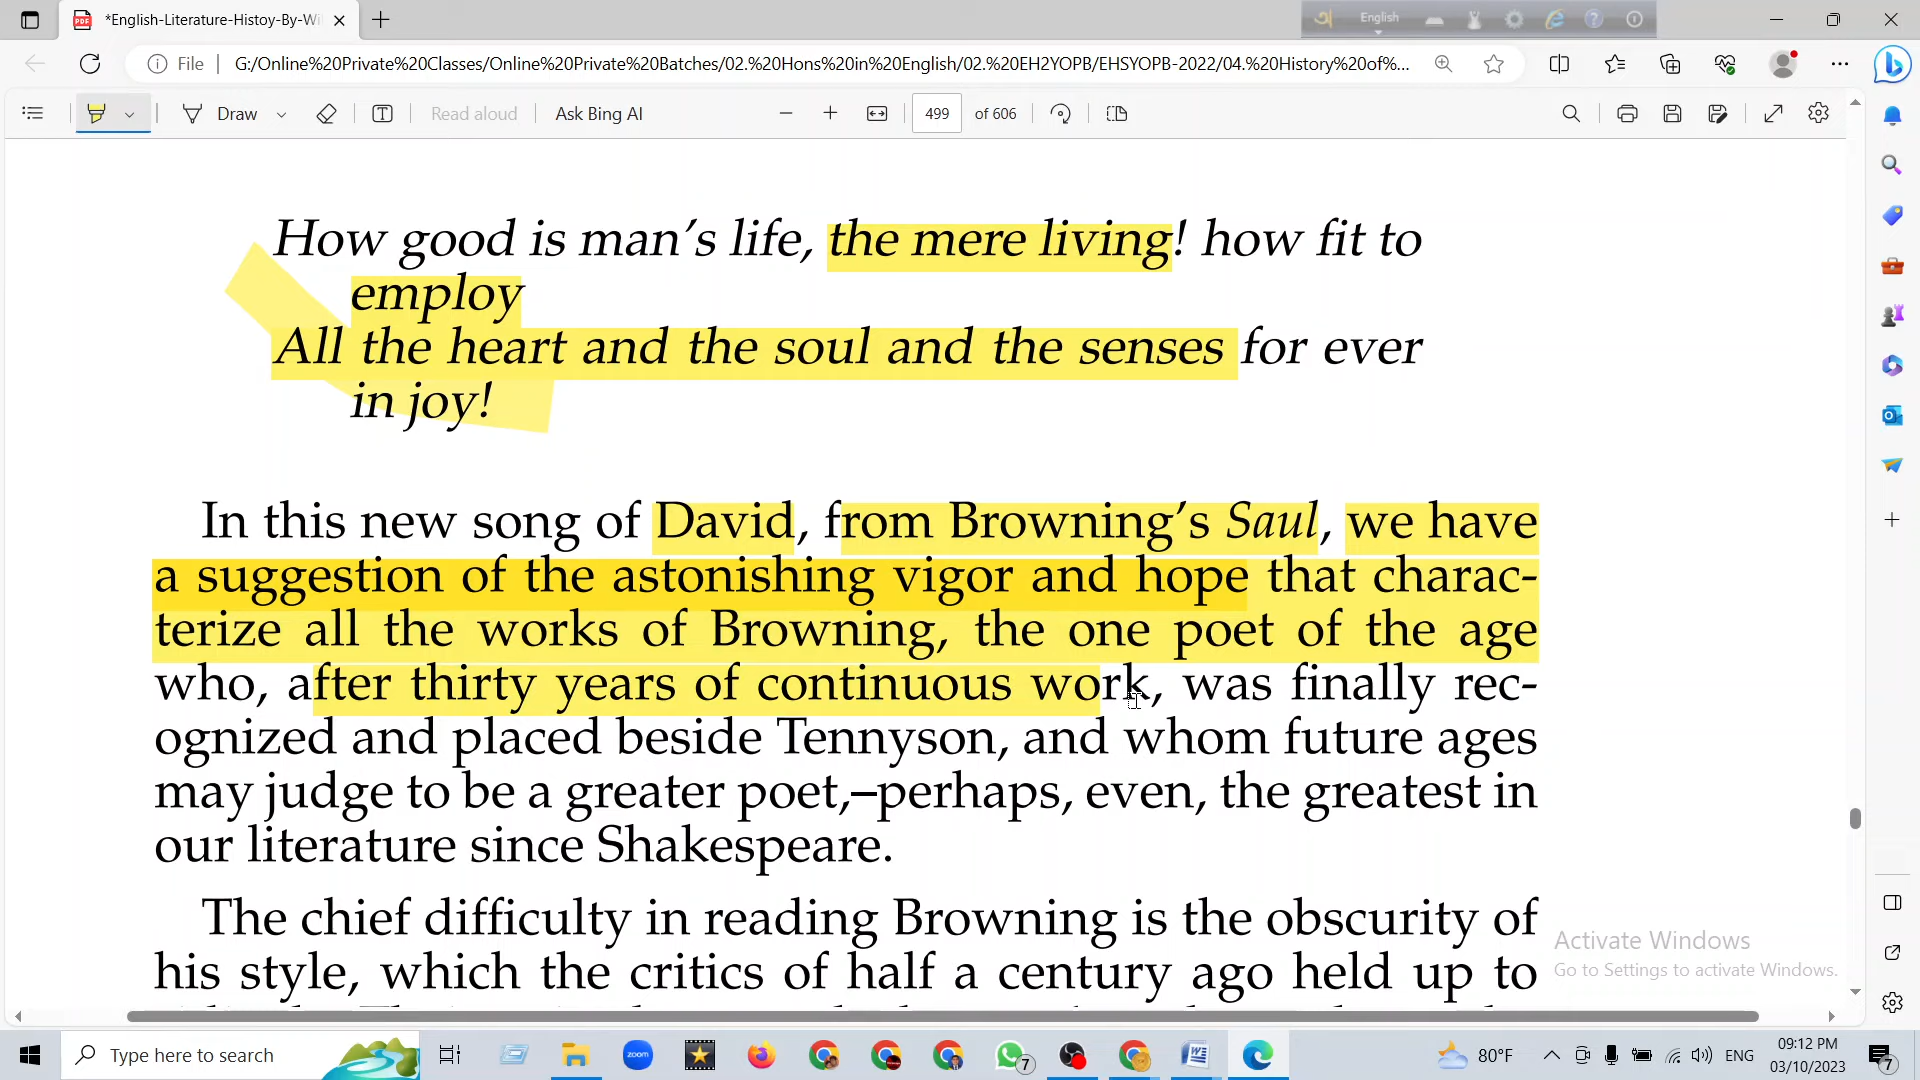 *English-Literature-Histoy-By-Wi
English
File
G:/Online%20Private%20Classes/Online%20Private%20Batches/02.%20Hons%20in%20English/02.%20EH2YOPB/EHSYOPB-2022/04.%20History%20of%...
Draw
Read aloud
Ask Bing AI
499 of 606
How good is man's life, the mere living! how fit to
employ
All the heart and the soul and the senses for ever
in joy!
In this new song of David, from Browning's Saul, we have
a suggestion of the astonishing vigor and hope that charac-
terize all the works of Browning, the one poet of the age
who, after thirty years of continuous work, was finally rec-
ognized and placed beside Tennyson, and whom future ages
may judge to be a greater poet,–perhaps, even, the greatest in
our literature since Shakespeare.
The chief difficulty in reading Browning is the obscurity of
his style, which the critics of half a century ago held up to
Activate Windows
Go to Settings to activate Windows.
Type here to search
zoom
7
80°F
ENG
09:12 PM
03/10/2023
7